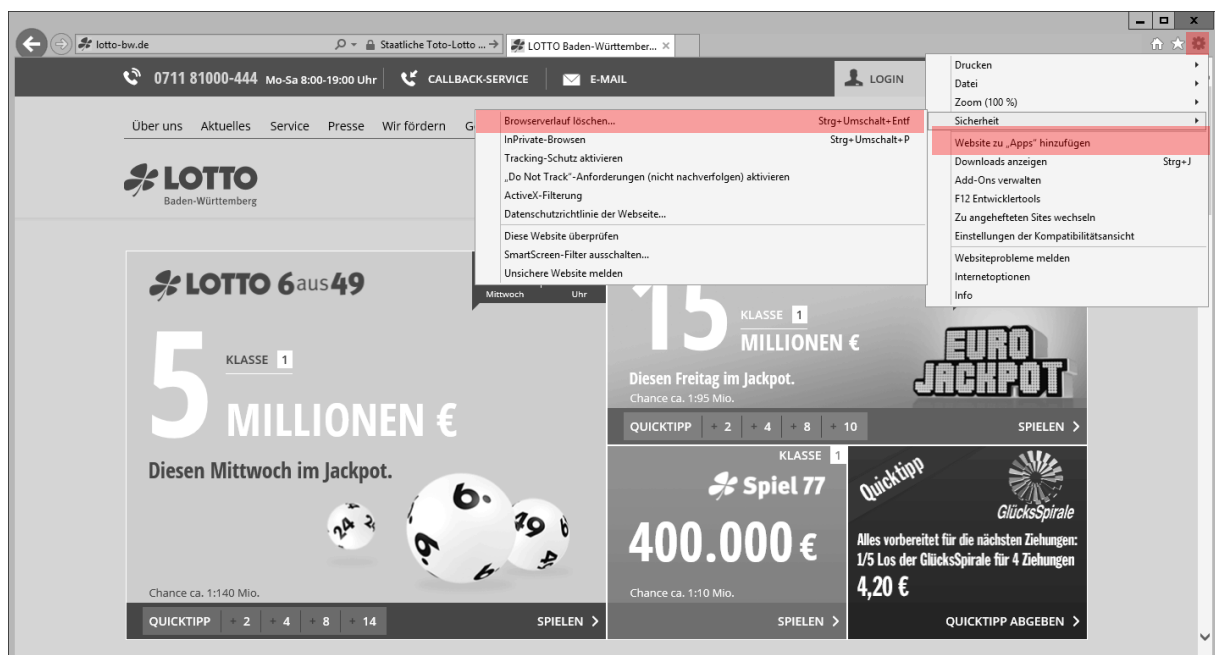 lotto-bw.de
Staatliche Toto-Lotto ...
LOTTO Baden-Württember...
0711 81000-444 Mo-Sa 8:00-19:00 Uhr
CALLBACK-SERVICE
E-MAIL
LOGIN
Über uns Aktuelles Service Presse Wir fördern G
LOTTO
Baden-Württemberg
Drucken
Datei
Zoom (100 %)
Sicherheit
Website zu „Apps" hinzufügen
Downloads anzeigen Strg+J
Add-Ons verwalten
F12 Entwicklertools
Zu angehefteten Sites wechseln
Einstellungen der Kompatibilitätsansicht
Websiteprobleme melden
Internetoptionen
Info
Browserverlauf löschen... Strg+Umschalt+Entf
InPrivate-Browsen Strg+Umschalt+P
Tracking-Schutz aktivieren
„Do Not Track"-Anforderungen (nicht nachverfolgen) aktivieren
ActiveX-Filterung
Datenschutzrichtlinie der Webseite...
Diese Website überprüfen
SmartScreen-Filter ausschalten...
Unsichere Website melden
LOTTO 6aus49
Mittwoch Uhr
5
KLASSE 1
MILLIONEN €
Diesen Mittwoch im Jackpot.
24 6 6 6 6 49
Chance ca. 1:140 Mio.
QUICKTIPP + 2 + 4 + 8 + 14 SPIELEN
15
KLASSE 1
MILLIONEN €
Diesen Freitag im Jackpot.
Chance ca. 1:95 Mio.
EURO
JACKPOT
QUICKTIPP + 2 + 4 + 8 + 10 SPIELEN
KLASSE 1
Spiel 77
400.000 €
Chance ca. 1:10 Mio.
SPIELEN
Quicktipp
GlücksSpirale
Alles vorbereitet für die nächsten Ziehungen:
1/5 Los der GlücksSpirale für 4 Ziehungen
4,20 €
QUICKTIPP ABGEBEN